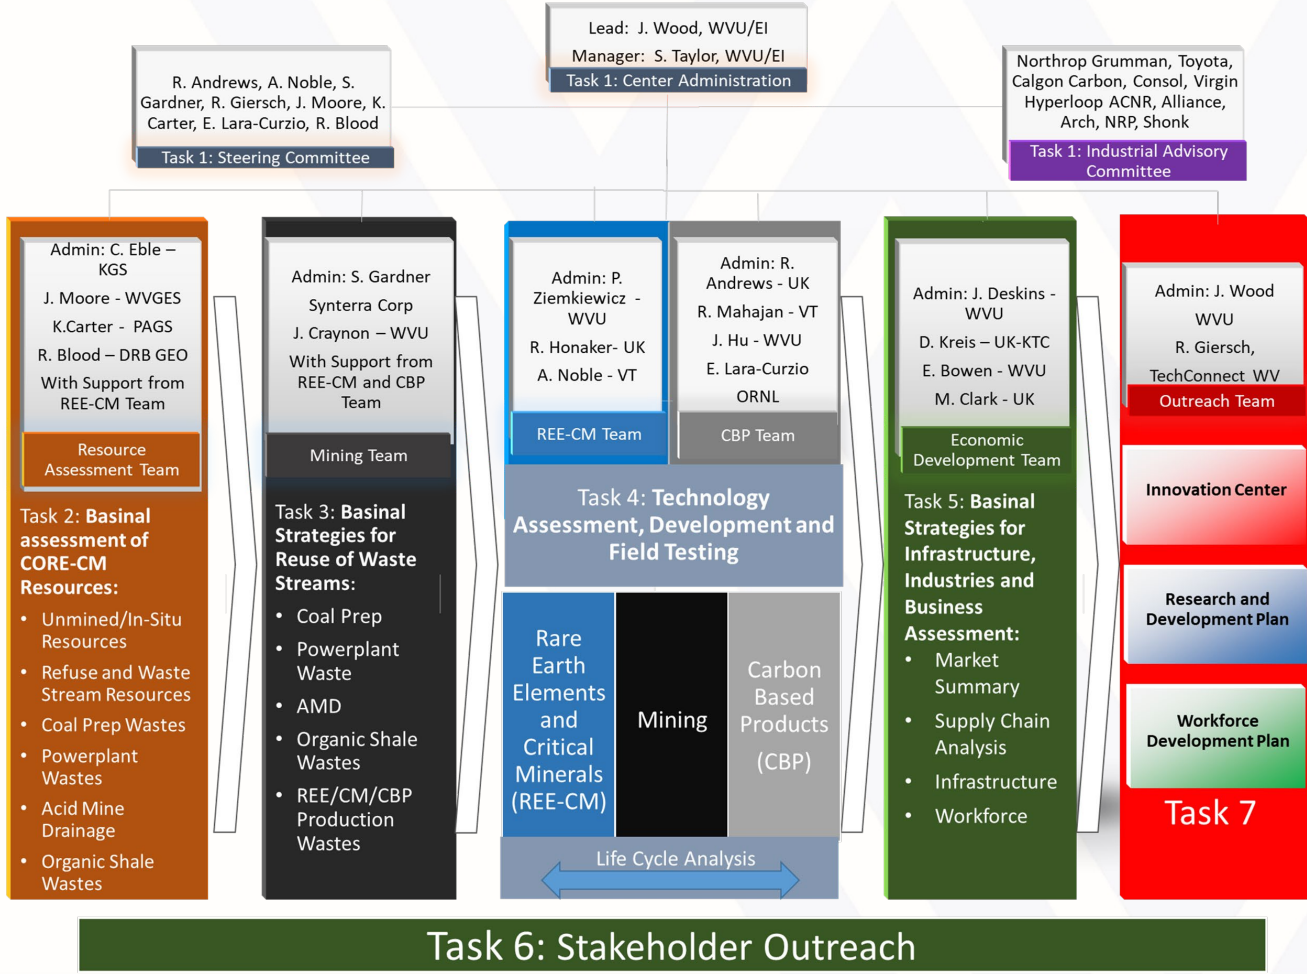 Lead: J. Wood, WVU/EI
Manager: S. Taylor, WVU/EI
Task 1: Center Administration
R. Andrews, A. Noble, S.
Gardner, R. Giersch, J. Moore, K.
Carter, E. Lara-Curzio, R. Blood
Task 1: Steering Committee
Northrop Grumman, Toyota,
Calgon Carbon, Consol, Virgin
Hyperloop ACNR, Alliance,
Arch, NRP, Shonk
Task 1: Industrial Advisory
Committee
Admin: C. Eble –
KGS
J. Moore - WVGES
K.Carter - PAGS
R. Blood – DRB GEO
With Support from
REE-CM Team
Resource
Assessment Team
Task 2: Basinal
assessment of
CORE-CM
Resources:
• Unmined/In-Situ
Resources
• Refuse and Waste
Stream Resources
• Coal Prep Wastes
• Powerplant
Wastes
• Acid Mine
Drainage
• Organic Shale
Wastes
Admin: S. Gardner
Synterra Corp
J. Craynon – WVU
With Support from
REE-CM and CBP
Team
Mining Team
Task 3: Basinal
Strategies for
Reuse of Waste
Streams:
• Coal Prep
• Powerplant
Waste
• AMD
• Organic Shale
Wastes
• REE/CM/CBP
Production
Wastes
Admin: P.
Ziemkiewicz -
WVU
R. Honaker- UK
A. Noble - VT
REE-CM Team
Admin: R.
Andrews - UK
R. Mahajan - VT
J. Hu - WVU
E. Lara-Curzio
ORNL
CBP Team
Task 4: Technology
Assessment, Development and
Field Testing
Rare
Earth
Elements
and
Critical
Minerals
(REE-CM)
Mining
Carbon
Based
Products
(CBP)
Life Cycle Analysis
Admin: J. Deskins -
WVU
D. Kreis – UK-KTC
E. Bowen - WVU
M. Clark - UK
Economic
Development Team
Task 5: Basinal
Strategies for
Infrastructure,
Industries and
Business
Assessment:
• Market
Summary
• Supply Chain
Analysis
• Infrastructure
• Workforce
Admin: J. Wood
WVU
R. Giersch,
TechConnect WV
Outreach Team
Innovation Center
Research and
Development Plan
Workforce
Development Plan
Task 7
Task 6: Stakeholder Outreach